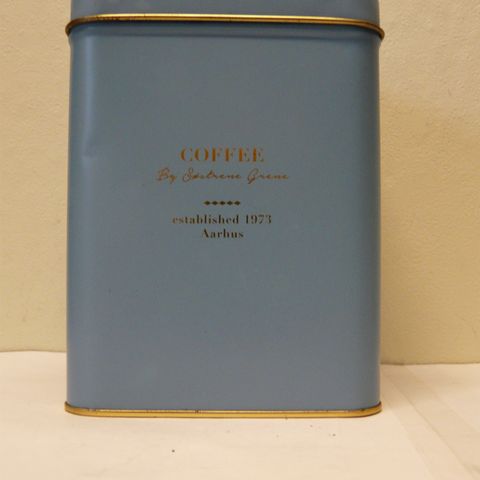 COFFEE
By Søstrene Grene
established 1973
Aarhus